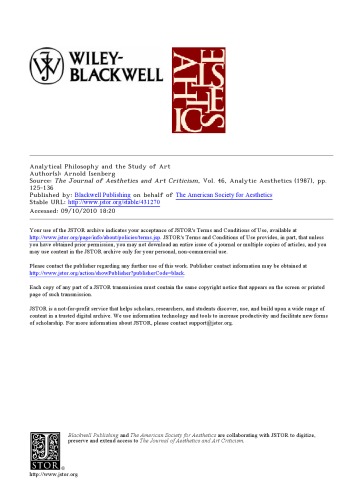 WILEY-
BLACKWELL
Analytical Philosophy and the Study of Art
Author(s): Arnold Isenberg
Source: The Journal of Aesthetics and Art Criticism, Vol. 46, Analytic Aesthetics (1987), pp.
125-136
Published by: Blackwell Publishing on behalf of The American Society for Aesthetics
Stable URL: http://www.jstor.org/stable/431270
Accessed: 09/10/2010 18:20
Your use of the JSTOR archive indicates your acceptance of JSTOR's Terms and Conditions of Use, available at
http://www.jstor.org/page/info/about/policies/terms.jsp. JSTOR's Terms and Conditions of Use provides, in part, that unless
you have obtained prior permission, you may not download an entire issue of a journal or multiple copies of articles, and you
may use content in the JSTOR archive only for your personal, non-commercial use.
Please contact the publisher regarding any further use of this work. Publisher contact information may be obtained at
http://www.jstor.org/action/showPublisher?publisherCode=black.
Each copy of any part of a JSTOR transmission must contain the same copyright notice that appears on the screen or printed
page of such transmission.
JSTOR is a not-for-profit service that helps scholars, researchers, and students discover, use, and build upon a wide range of
content in a trusted digital archive. We use information technology and tools to increase productivity and facilitate new forms
of scholarship. For more information about JSTOR, please contact support@jstor.org.
Blackwell Publishing and The American Society for Aesthetics are collaborating with JSTOR to digitize,
preserve and extend access to The Journal of Aesthetics and Art Criticism.
JSTOR
http://www.jstor.org